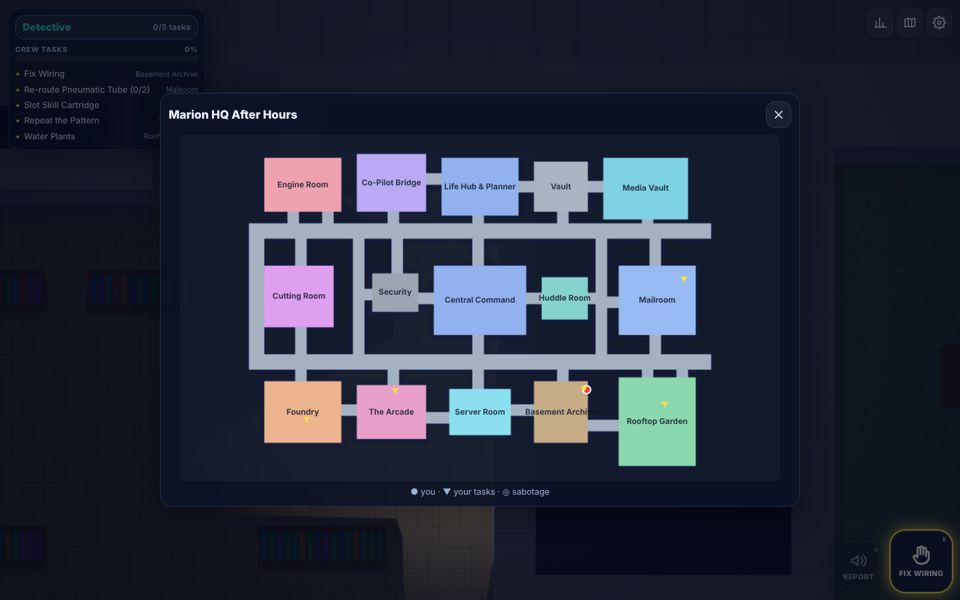 Detective 0/5 tasks
CREW TASKS 0%
Fix Wiring Basement Archive
Re-route Pneumatic Tube (0/2) Mailroom
Slot Skill Cartridge
Repeat the Pattern
Water Plants Roof
Marion HQ After Hours
Engine Room
Co-Pilot Bridge
Life Hub & Planner
Vault
Media Vault
Cutting Room
Security
Central Command
Huddle Room
Mailroom
Foundry
The Arcade
Server Room
Basement Archi
Rooftop Garden
you · your tasks · sabotage
REPORT
E
FIX WIRING